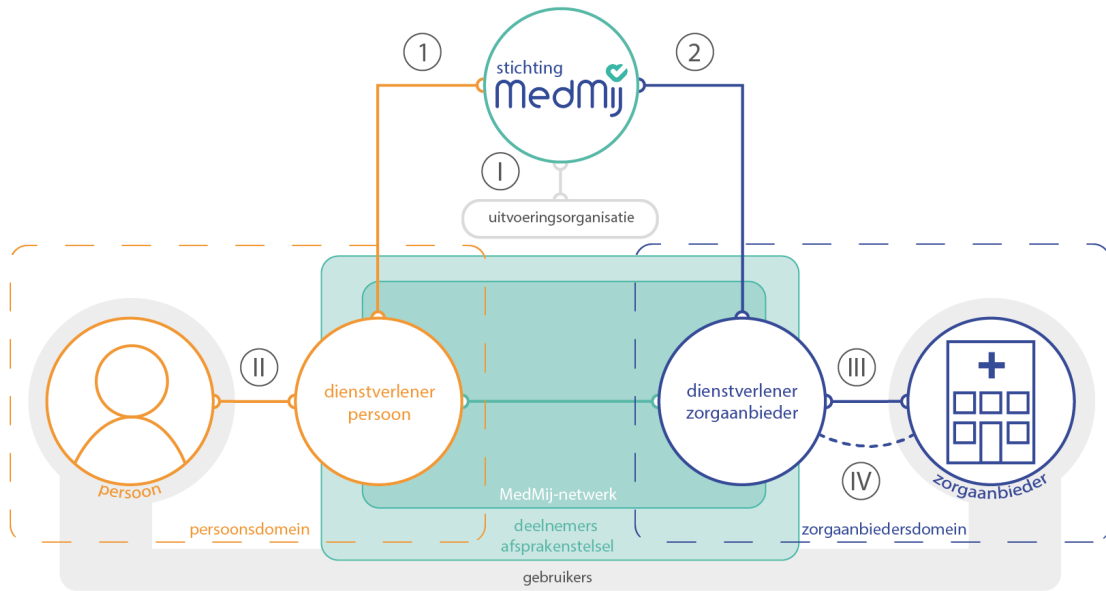 1
stichting
MedMij
2
I
uitvoeringsorganisatie
II
dienstverlener
persoon
dienstverlener
zorgaanbieder
III
IV
persoon
zorgaanbieder
MedMij-netwerk
persoonsdomein
deelnemers
afsprakenstelsel
zorgaanbiedersdomein
gebruikers